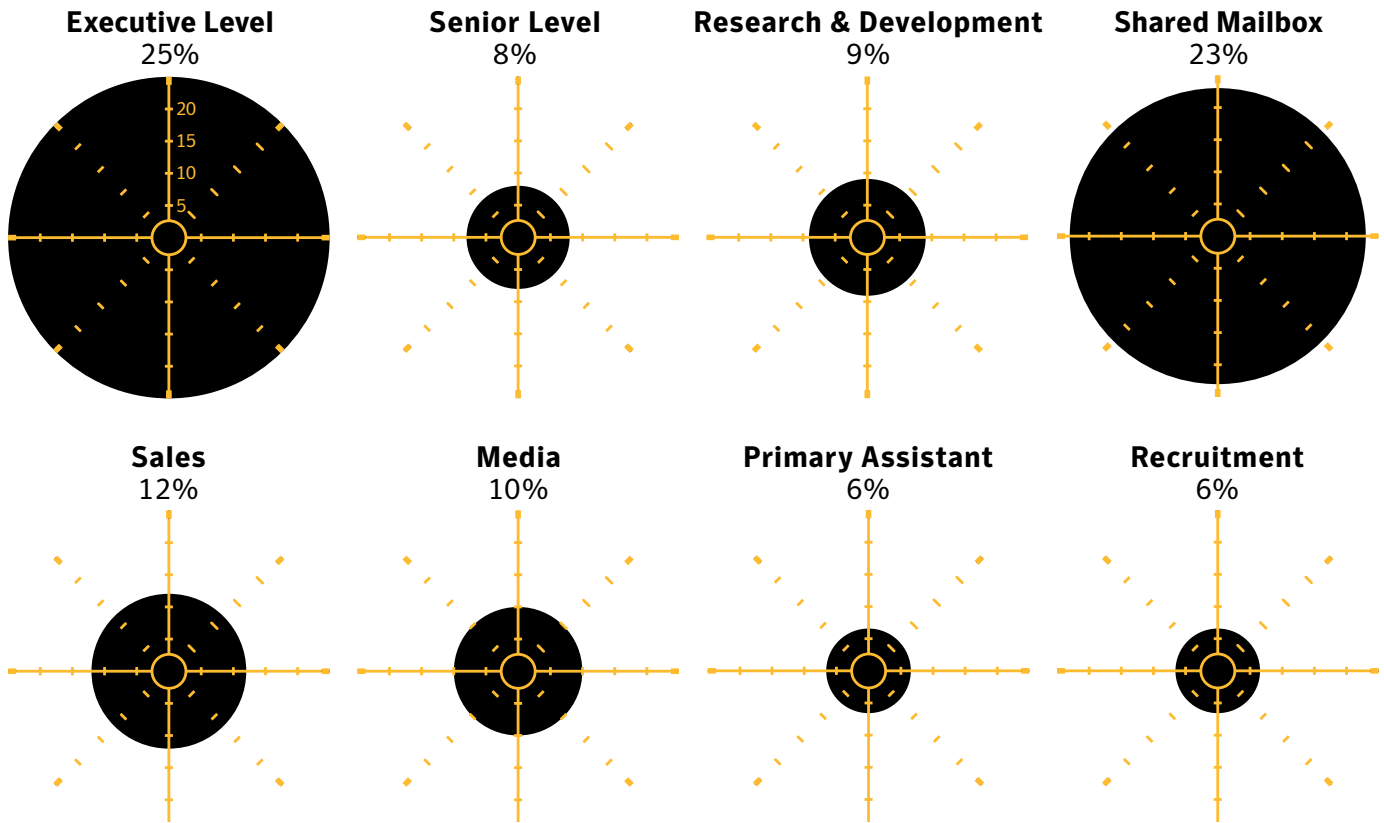 Executive Level
25%
Senior Level
8%
Research & Development
9%
Shared Mailbox
23%
20
15
10
5
Sales
12%
Media
10%
Primary Assistant
6%
Recruitment
6%